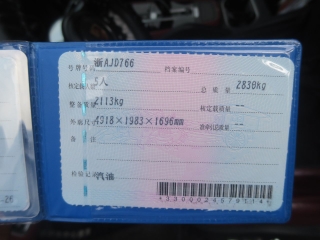 号牌号码 浙AJD766 档案编号
核定载人数 5人 总质量 2838kg
整备质量 2113kg 核定载质量 --
外廓尺寸 4318×1983×1696mm 准牵引总质量 --
备注
检验记录 汽油